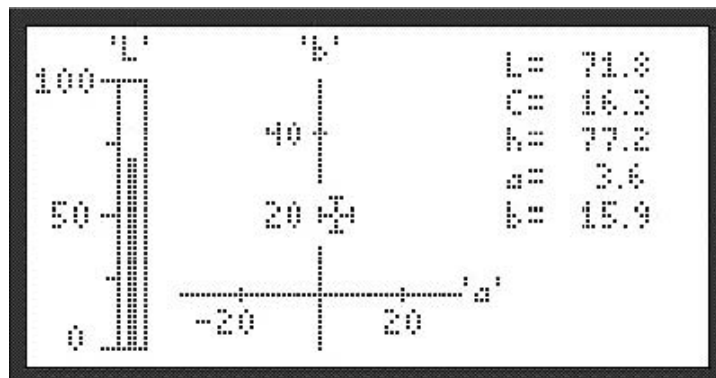 'L' 'b'
100
40
50 20
'a'
-20 20
0
L= 71.8
C= 16.3
h= 77.2
a= 3.6
b= 15.9